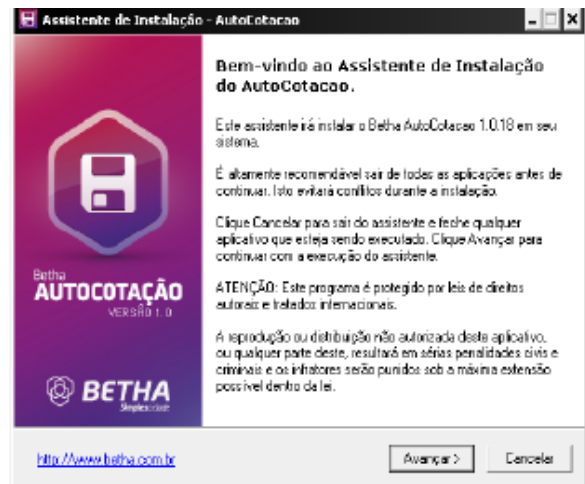 Assistente de Instalação - AutoCotacao
Bem-vindo ao Assistente de Instalação
do AutoCotacao.
Este assistente irá instalar o Betha AutoCotacao 1.0.18 em seu
sistema.
É altamente recomendável sair de todas as aplicações antes de
continuar. Isto evitará conflitos durante a instalação.
Clique Cancelar para sair do assistente e feche qualquer
aplicativo que esteja sendo executado. Clique Avançar para
continuar com a execução do assistente.
ATENÇÃO: Este programa é protegido por leis de direitos
autorais e tratados internacionais.
A reprodução ou distribuição não autorizada deste aplicativo,
ou qualquer parte deste, resultará em sérias penalidades civis e
criminais e os infratores serão punidos sob a máxima extensão
possível dentro da lei.
Betha
AUTOCOTAÇÃO
VERSÃO 1.0
BETHA
http://www.betha.com.br
Avançar >
Cancelar